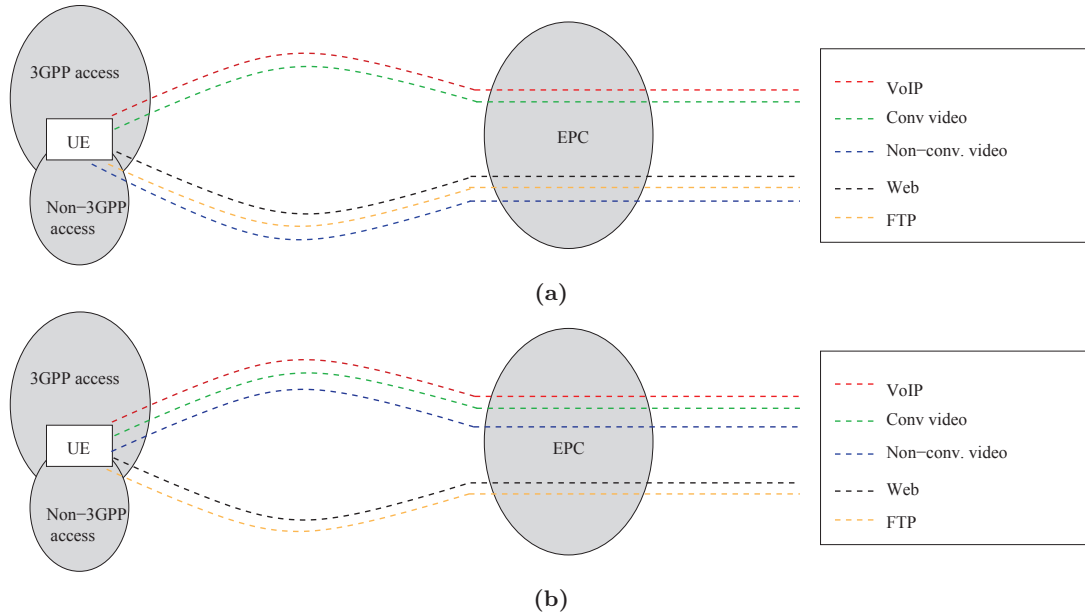 3GPP access
UE
Non−3GPP
access
EPC
VoIP
Conv video
Non−conv. video
Web
FTP
(a)
3GPP access
UE
Non−3GPP
access
EPC
VoIP
Conv video
Non−conv. video
Web
FTP
(b)